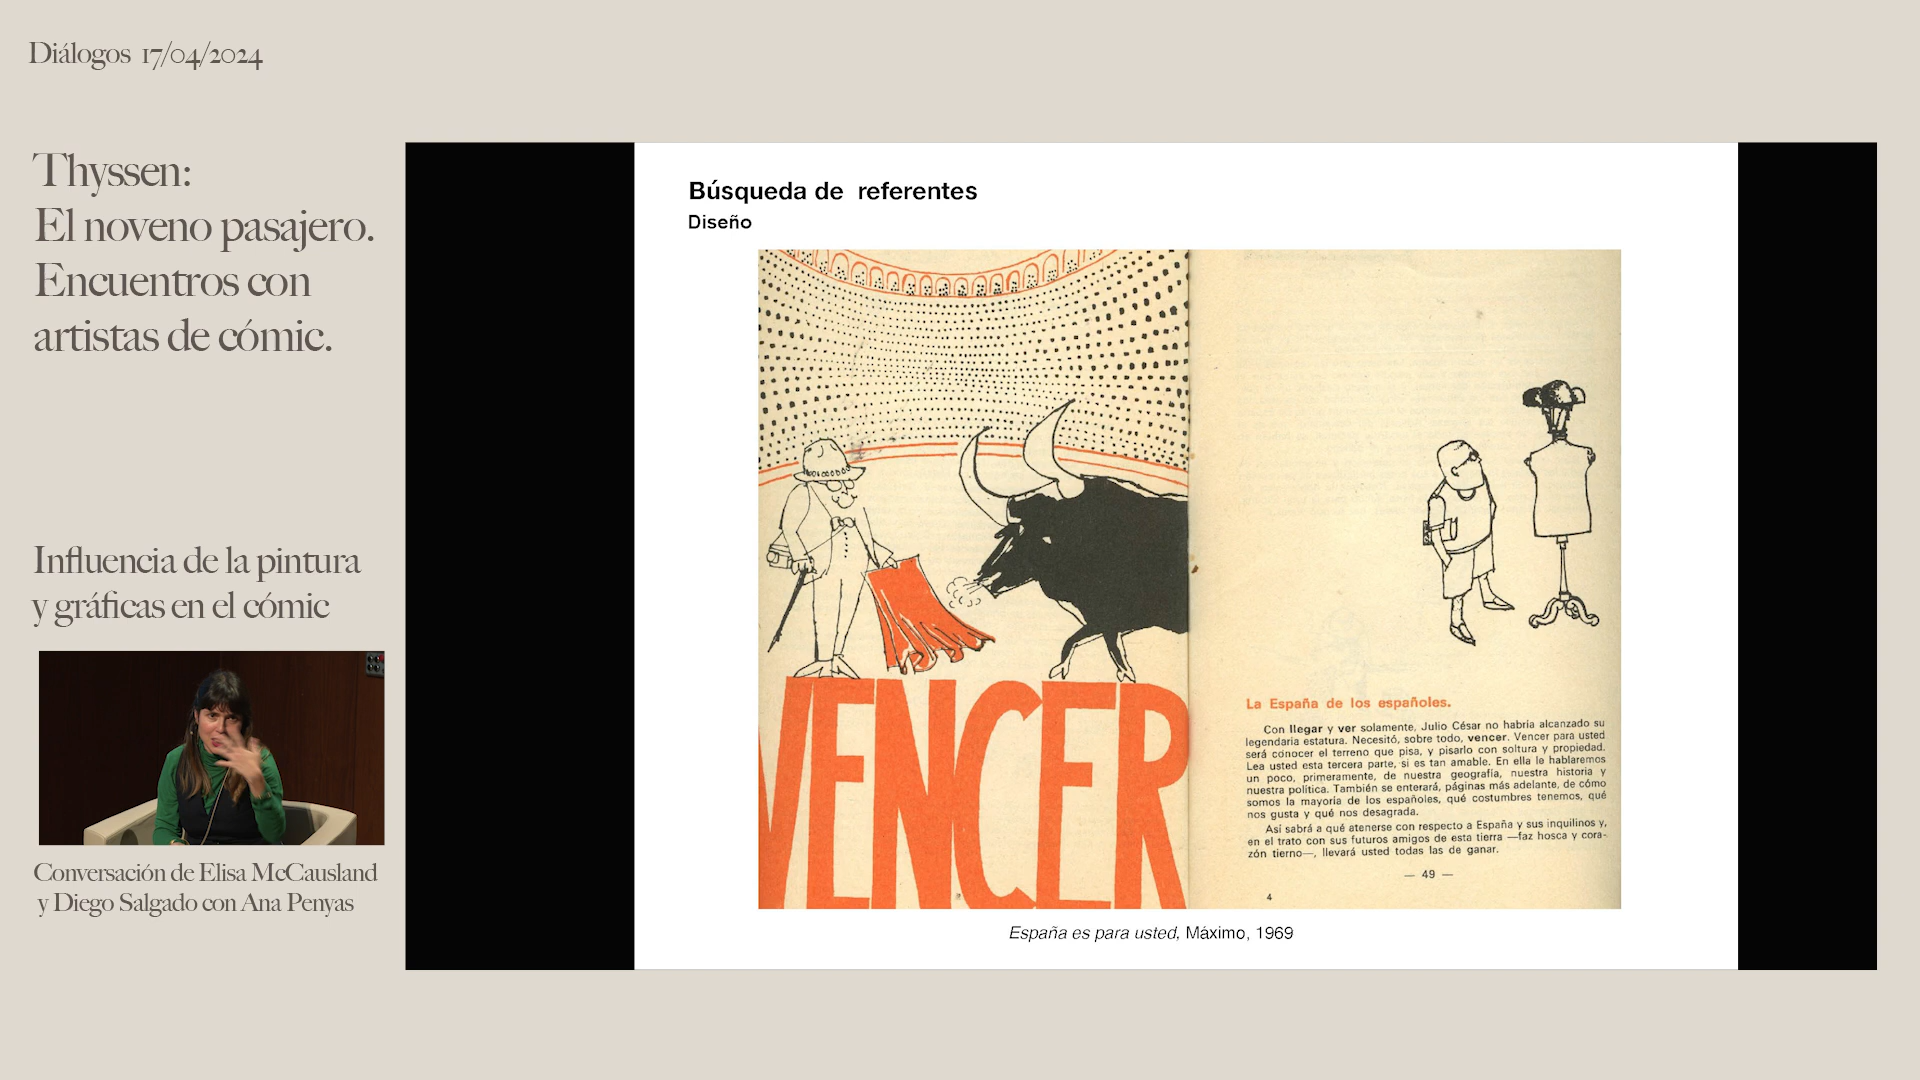 Diálogos 17/04/2024
Thyssen:
El noveno pasajero.
Encuentros con
artistas de cómic.
Influencia de la pintura
y gráficas en el cómic
Conversación de Elisa McCausland
y Diego Salgado con Ana Penyas
Búsqueda de referentes
Diseño
VENCER
La España de los españoles.
Con llegar y ver solamente, Julio César no habría alcanzado su
legendaria estatura. Necesitó, sobre todo, vencer. Vencer para usted
será conocer el terreno que pisa, y pisarlo con soltura y propiedad.
Lea usted esta tercera parte, si es tan amable. En ella le hablaremos
un poco, primeramente, de nuestra geografía, nuestra historia y
nuestra política. También se enterará, páginas más adelante, de cómo
somos la mayoría de los españoles, qué costumbres tenemos, qué
nos gusta y qué nos desagrada.
Así sabrá a qué atenerse con respecto a España y sus inquilinos y,
en el trato con sus futuros amigos de esta tierra —faz hosca y cora-
zón tierno—, llevará usted todas las de ganar.
— 49 —
4
España es para usted, Máximo, 1969